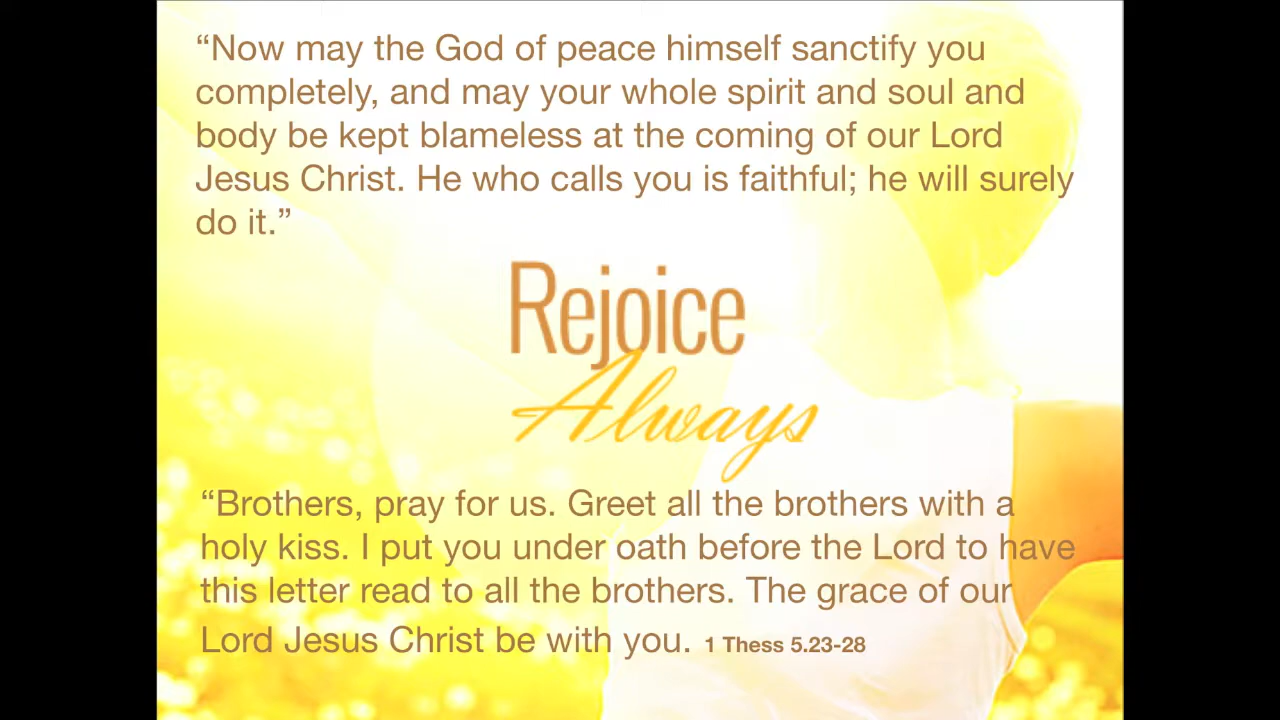 “Now may the God of peace himself sanctify you
completely, and may your whole spirit and soul and
body be kept blameless at the coming of our Lord
Jesus Christ. He who calls you is faithful; he will surely
do it.”
Rejoice
Always
“Brothers, pray for us. Greet all the brothers with a
holy kiss. I put you under oath before the Lord to have
this letter read to all the brothers. The grace of our
Lord Jesus Christ be with you. 1 Thess 5.23-28